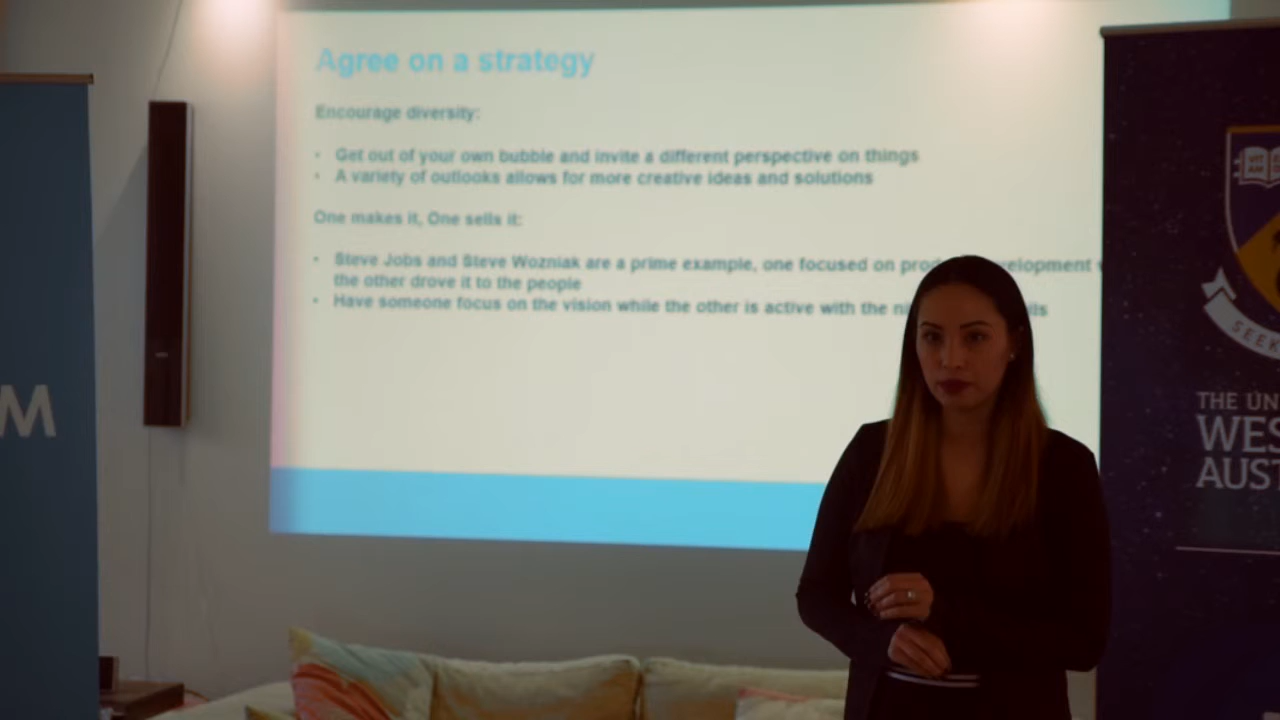 Agree on a strategy
Encourage diversity:
• Get out of your own bubble and invite a different perspective on things
• A variety of outlooks allows for more creative ideas and solutions
One makes it, One sells it:
• Steve Jobs and Steve Wozniak are a prime example, one focused on
the other drove it to the people
• Have someone focus on the vision while the other is active with the
M
SEEK
THE UN
WES
AUST